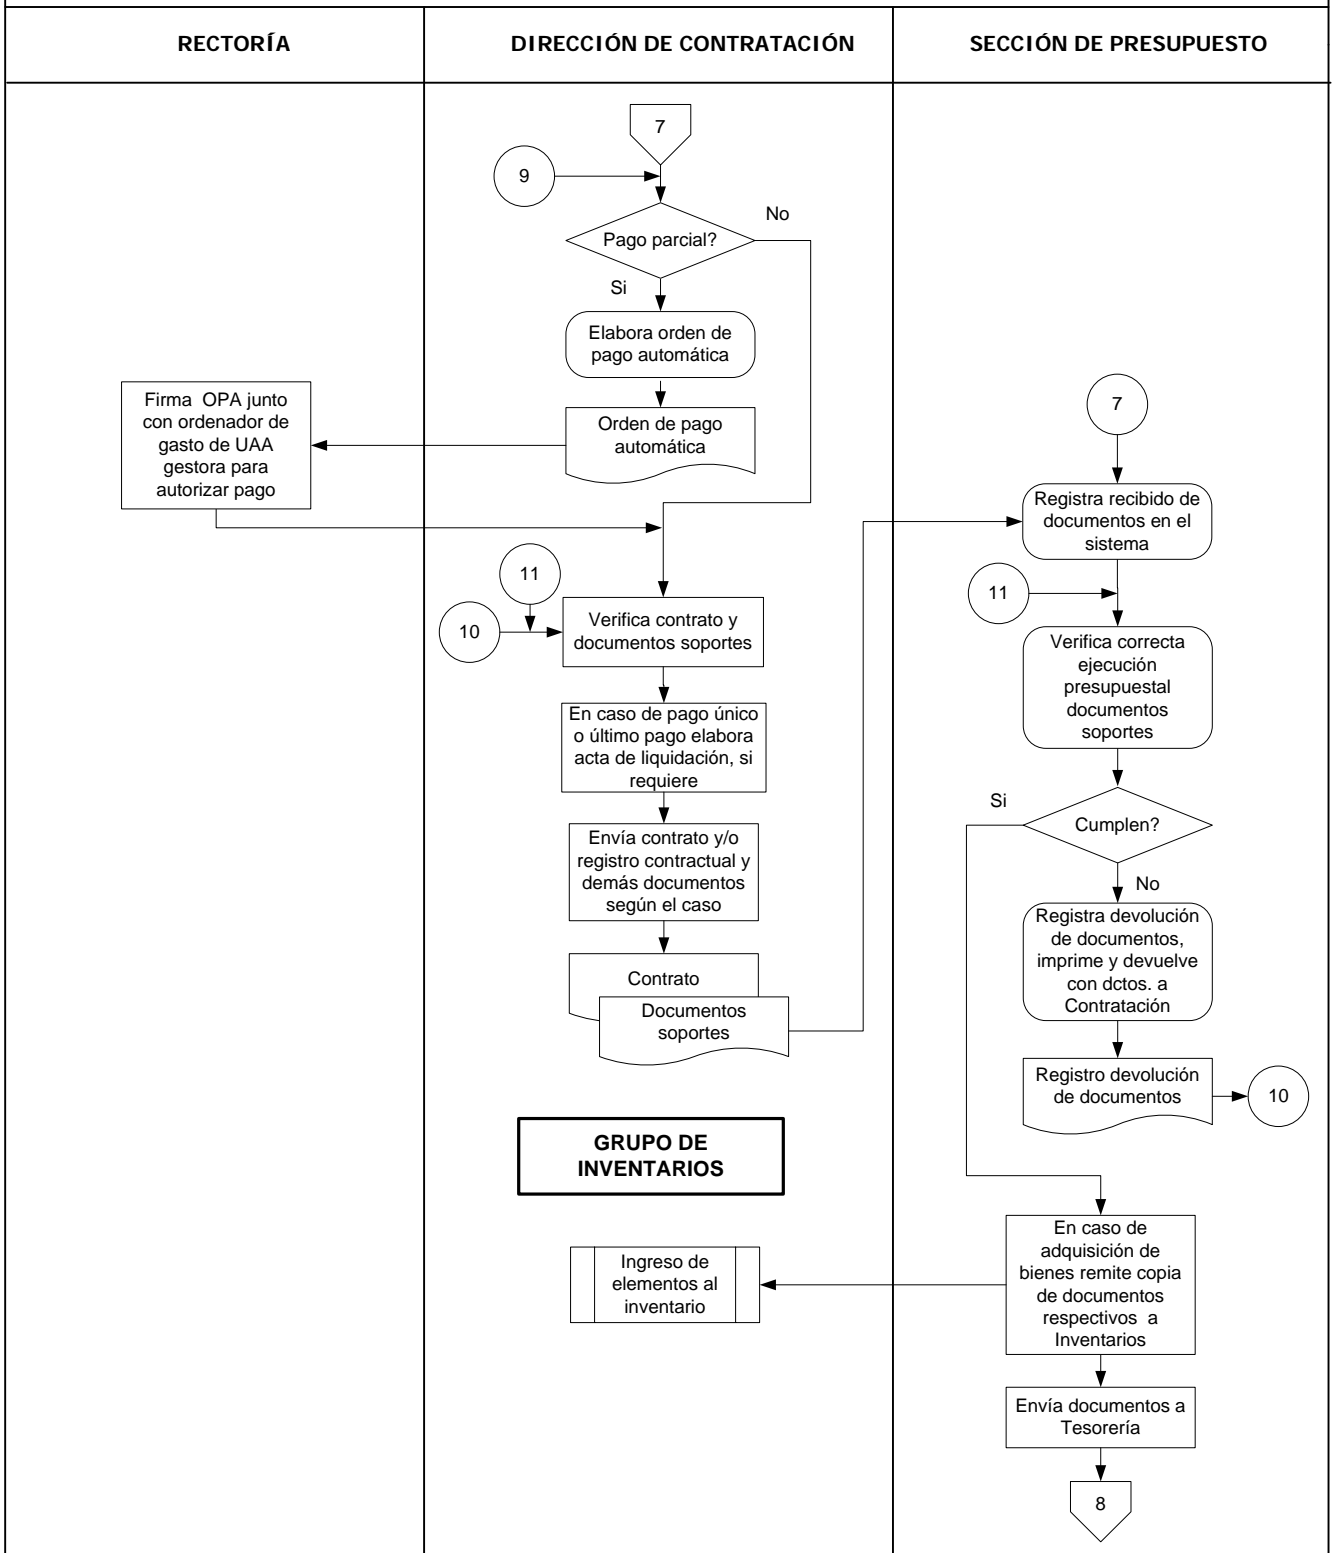 RECTORÍA
DIRECCIÓN DE CONTRATACIÓN
SECCIÓN DE PRESUPUESTO
7
9
No
Pago parcial?
Si
Elabora orden de
pago automática
Orden de pago
automática
Firma OPA junto
con ordenador de
gasto de UAA
gestora para
autorizar pago
11
10
Verifica contrato y
documentos soportes
En caso de pago único
o último pago elabora
acta de liquidación, si
requiere
Envía contrato y/o
registro contractual y
demás documentos
según el caso
Contrato
Documentos
soportes
GRUPO DE
INVENTARIOS
Ingreso de
elementos al
inventario
7
Registra recibido de
documentos en el
sistema
11
Verifica correcta
ejecución
presupuestal
documentos
soportes
Si
Cumplen?
No
Registra devolución
de documentos,
imprime y devuelve
con dctos. a
Contratación
Registro devolución
de documentos
10
En caso de
adquisición de
bienes remite copia
de documentos
respectivos a
Inventarios
Envía documentos a
Tesorería
8